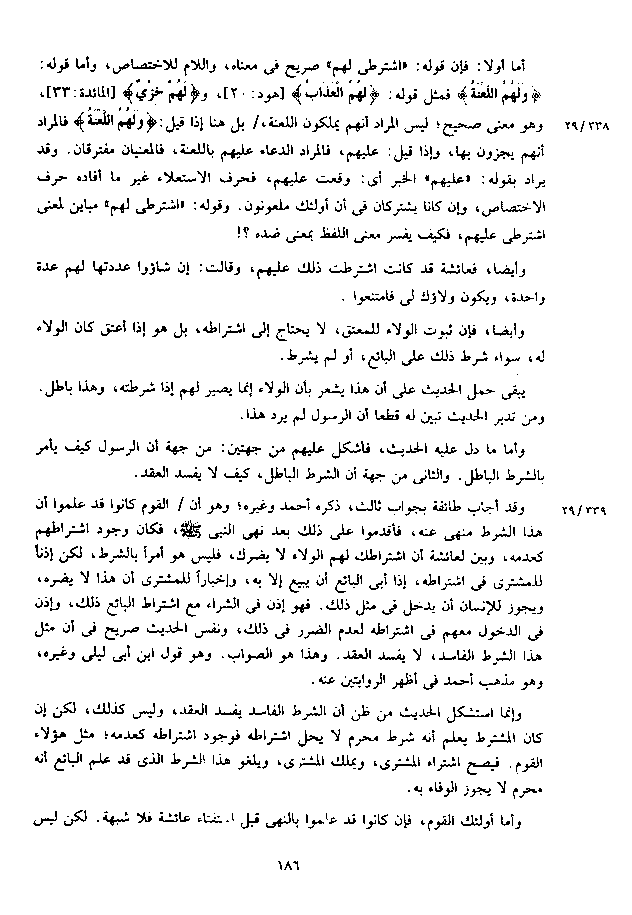 أما أولا: فإن قوله: «اشترطى لهم» صريح فى معناه، واللام للاختصاص، وأما قوله:
﴿وَلَهُمُ اللَّعْنَةُ﴾ فمثل قوله: ﴿لَهُمُ الْعَذَابُ﴾ [هود: ٢٠]، و﴿لَهُمْ خِزْيٌ﴾ [المائدة: ٣٣]،
٢٩/٣٣٨ وهو معنى صحيح؛ ليس المراد أنهم يملكون اللعنة، / بل هنا إذا قيل: ﴿وَلَهُمُ اللَّعْنَةُ﴾ فالمراد
أنهم يجزون بها، وإذا قيل: عليهم، فالمراد الدعاء عليهم باللعنة، فالمعنيان مفترقان. وقد
يراد بقوله: «عليهم» الخبر أى: وقعت عليهم، فحرف الاستعلاء غير ما أفاده حرف
الاختصاص، وإن كانا يشتركان فى أن أولئك ملعونون. وقوله: «اشترطى لهم» مباين لمعنى
اشترطى عليهم، فكيف يفسر معنى اللفظ بمعنى ضده ؟!
وأيضا، فعائشة قد كانت اشترطت ذلك عليهم، وقالت: إن شاؤوا عددتها لهم عدة
واحدة، ويكون ولاؤك لى فامتنعوا .
وأيضا، فإن ثبوت الولاء للمعتق، لا يحتاج إلى اشتراطه، بل هو إذا أعتق كان الولاء
له، سواء شرط ذلك على البائع، أو لم يشرط.
يبقى حمل الحديث على أن هذا يشعر بأن الولاء إنما يصير لهم إذا شرطته، وهذا باطل.
ومن تدبر الحديث تبين له قطعا أن الرسول لم يرد هذا.
وأما ما دل عليه الحديث، فأشكل عليهم من جهتين: من جهة أن الرسول كيف يأمر
بالشرط الباطل. والثانى من جهة أن الشرط الباطل، كيف لا يفسد العقد.
٢٩/٣٣٩ وقد أجاب طائفة بجواب ثالث، ذكره أحمد وغيره؛ وهو أن / القوم كانوا قد علموا أن
هذا الشرط منهى عنه، فأقدموا على ذلك بعد نهى النبى ﷺ، فكان وجود اشتراطهم
كعدمه، وبين لعائشة أن اشتراطك لهم الولاء لا يضرك، فليس هو أمراً بالشرط، لكن إذناً
للمشترى فى اشتراطه، إذا أبى البائع أن يبيع إلا به، وإخباراً للمشترى أن هذا لا يضره،
ويجوز للإنسان أن يدخل فى مثل ذلك. فهو إذن فى الشراء مع اشتراط البائع ذلك، وإذن
فى الدخول معهم فى اشتراطه لعدم الضرر فى ذلك، ونفس الحديث صريح فى أن مثل
هذا الشرط الفاسد، لا يفسد العقد. وهذا هو الصواب. وهو قول ابن أبى ليلى وغيره،
وهو مذهب أحمد فى أظهر الروايتين عنه.
وإنما استشكل الحديث من ظن أن الشرط الفاسد يفسد العقد، وليس كذلك، لكن إن
كان المشترط يعلم أنه شرط محرم لا يحل اشتراطه فوجود اشتراطه كعدمه؛ مثل هؤلاء
القوم. فيصح اشتراء المشترى، ويملك المشترى، ويلغو هذا الشرط الذى قد علم البائع أنه
محرم لا يجوز الوفاء به.
وأما أولئك القوم، فإن كانوا قد علموا بالنهى قبل استفتاء عائشة فلا شبهة. لكن ليس
١٨٦